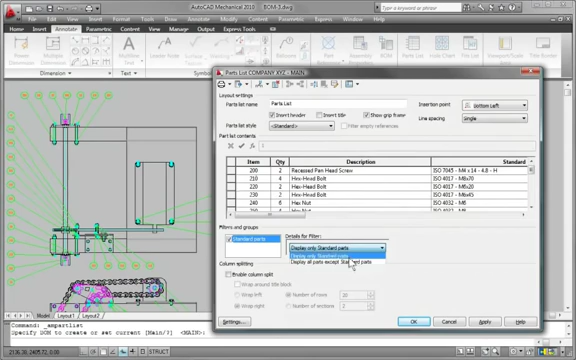 AutoCAD Mechanical 2010 BOM-3.dwg
Type a keyword or phrase
Home Insert Annotate Parametric Content View Manage Output Express Tools
Parts List COMPANY XYZ - MAIN
Layout settings
Parts list name Parts List Insertion point Bottom Left
Insert header Insert title Show grip frame
Parts list style <Standard> Filter empty references Line spacing Single
Part list contents
1
Item Qty Description Standard
200 2 Recessed Pan Head Screw ISO 7045 - M4 x 14 - 4.8 - H
210 4 Hex-Head Bolt ISO 4017 - M8x70
220 2 Hex-Head Bolt ISO 4017 - M6x20
230 2 Hex-Head Bolt ISO 4017 - M6x45
240 6 Hex Nut ISO 4032 - M6
Filters and groups Details for Filter:
Standard parts Display only Standard parts
Display only Standard parts
Display all parts except Standard parts
Column splitting
Enable column split
Wrap around title block
Wrap left Number of rows 20
Wrap right Number of sections 2
Settings... OK Cancel Apply Help
Model Layout1 Layout2
Command: _ampartlist
Specify BOM to create or set current [Main/?] <MAIN>:
STRUCT